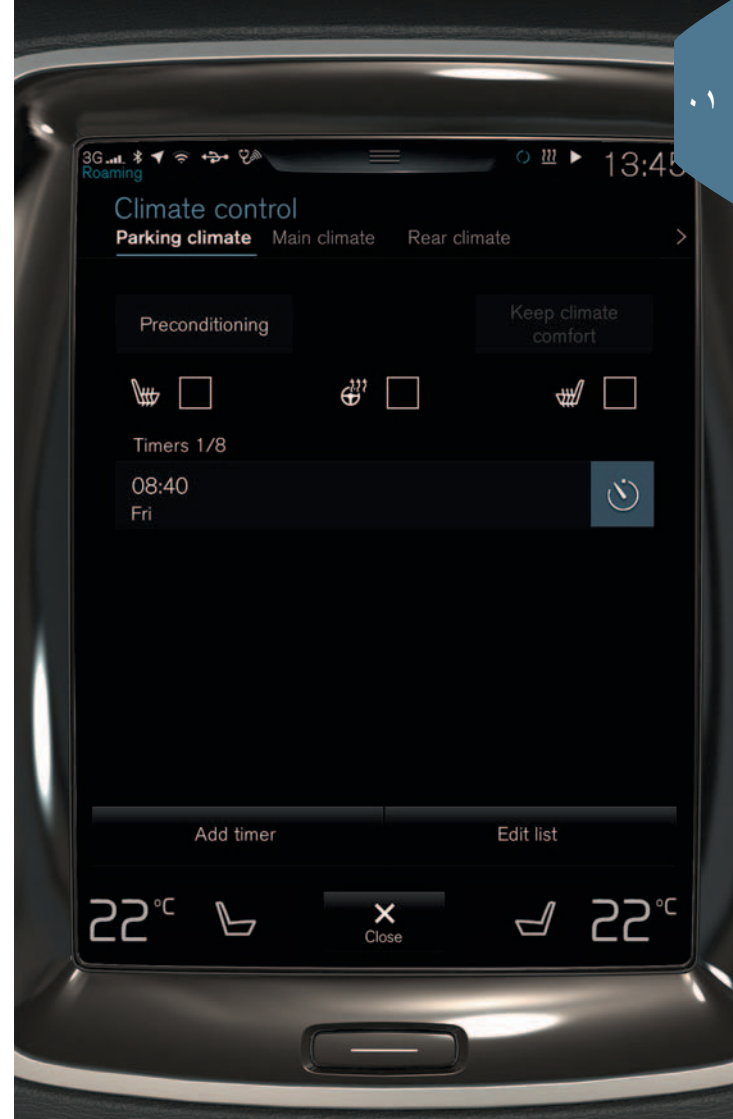 ٠١
3G
Roaming
13:45
Climate control
Parking climate Main climate Rear climate >
Preconditioning
Keep climate
comfort
Timers 1/8
08:40
Fri
Add timer Edit list
22°C 22°C
Close